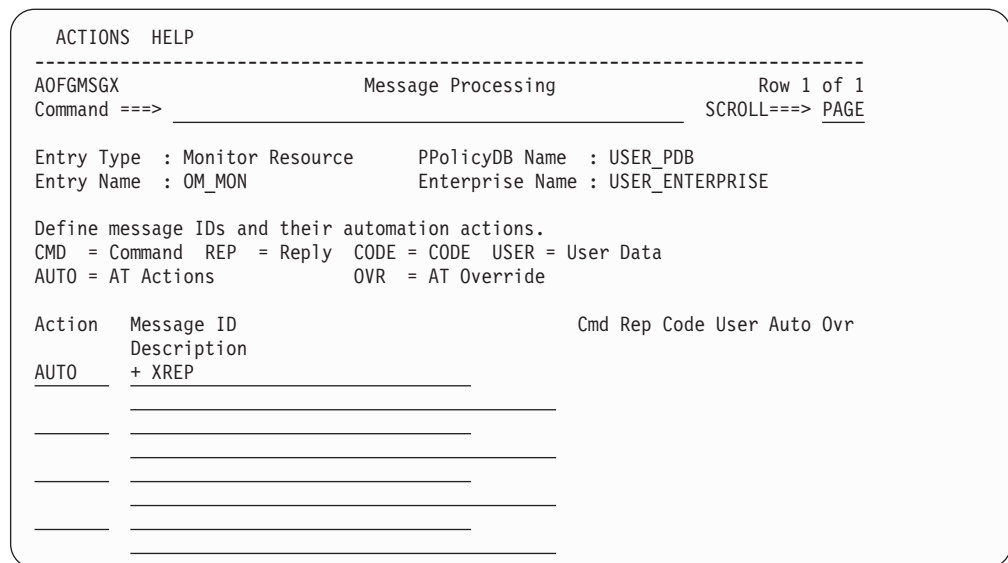 ACTIONS HELP
-------------------------------------------------------------------------------
AOFGMSGX Message Processing Row 1 of 1
Command ===> SCROLL===> PAGE
Entry Type : Monitor Resource PPolicyDB Name : USER_PDB
Entry Name : OM_MON Enterprise Name : USER_ENTERPRISE
Define message IDs and their automation actions.
CMD = Command REP = Reply CODE = CODE USER = User Data
AUTO = AT Actions OVR = AT Override
Action Message ID Cmd Rep Code User Auto Ovr
Description
AUTO + XREP